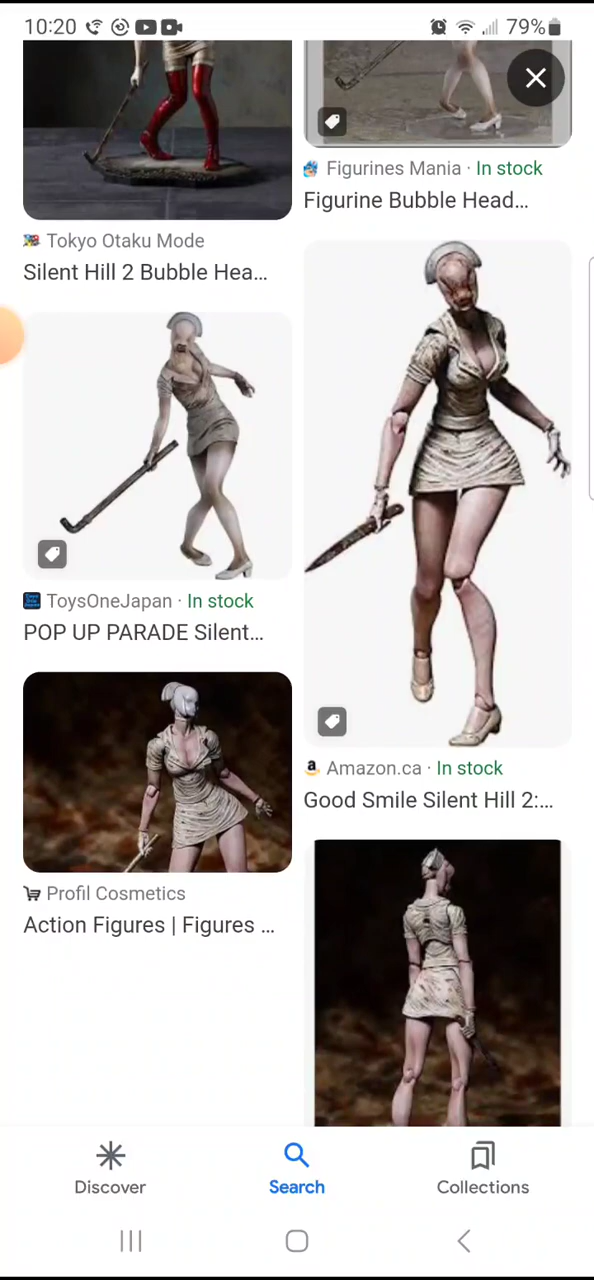 10:20
79%
Figurines Mania · In stock
Figurine Bubble Head...
Tokyo Otaku Mode
Silent Hill 2 Bubble Hea...
ToysOneJapan · In stock
POP UP PARADE Silent...
a Amazon.ca · In stock
Good Smile Silent Hill 2:...
Profil Cosmetics
Action Figures | Figures ...
Discover
Search
Collections